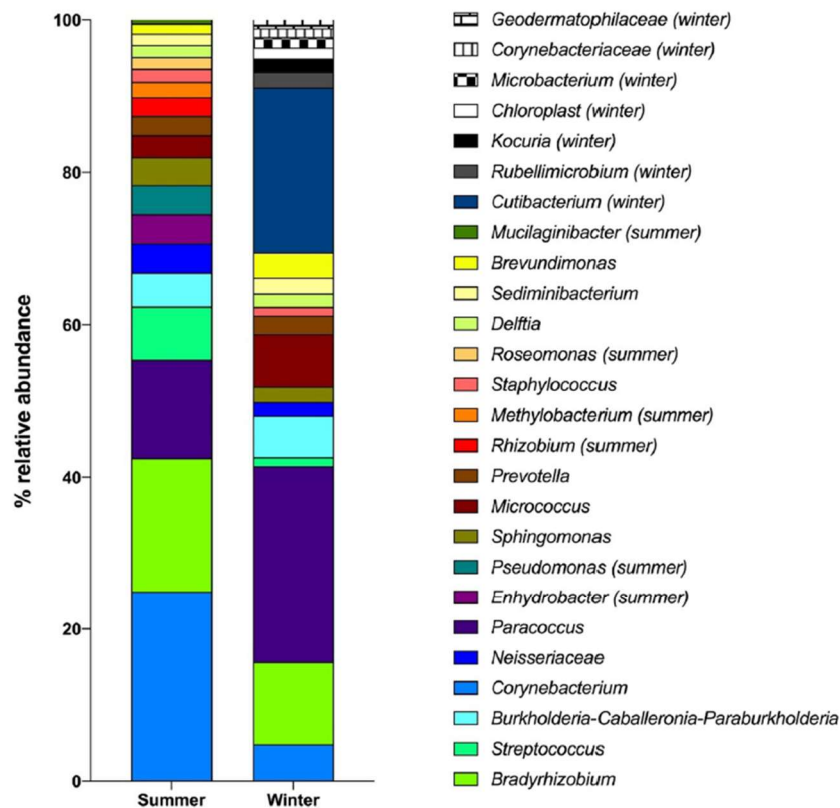 % relative abundance
100
80
60
40
20
0
Summer
Winter
Geodermatophilaceae (winter)
Corynebacteriaceae (winter)
Microbacterium (winter)
Chloroplast (winter)
Kocuria (winter)
Rubellimicrobium (winter)
Cutibacterium (winter)
Mucilaginibacter (summer)
Brevundimonas
Sediminibacterium
Delftia
Roseomonas (summer)
Staphylococcus
Methylobacterium (summer)
Rhizobium (summer)
Prevotella
Micrococcus
Sphingomonas
Pseudomonas (summer)
Enhydrobacter (summer)
Paracoccus
Neisseriaceae
Corynebacterium
Burkholderia-Caballeronia-Paraburkholderia
Streptococcus
Bradyrhizobium